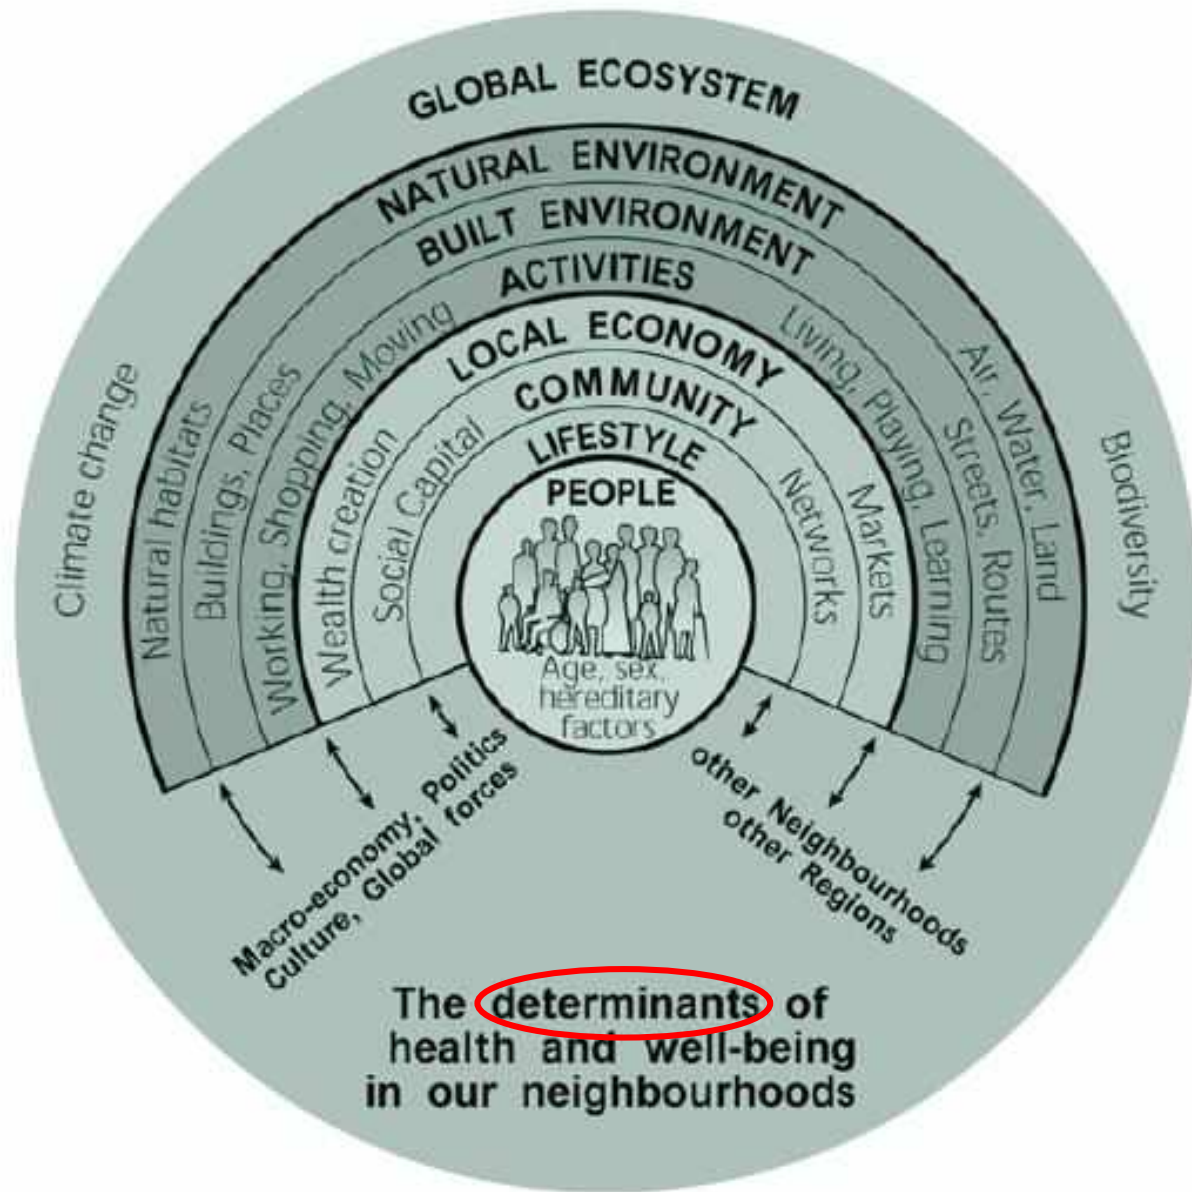 GLOBAL ECOSYSTEM
NATURAL ENVIRONMENT
BUILT ENVIRONMENT
ACTIVITIES
LOCAL ECONOMY
COMMUNITY
LIFESTYLE
PEOPLE
Age, sex,
hereditary
factors
Climate change
Natural habitats
Buildings, Places
Working, Shopping, Moving
Wealth creation
Social Capital
Networks
Markets
Living, Playing, Learning
Streets, Routes
Air, Water, Land
Biodiversity
Macro-economy, Politics
Culture, Global forces
other Neighbourhoods
other Regions
The determinants of
health and well-being
in our neighbourhoods